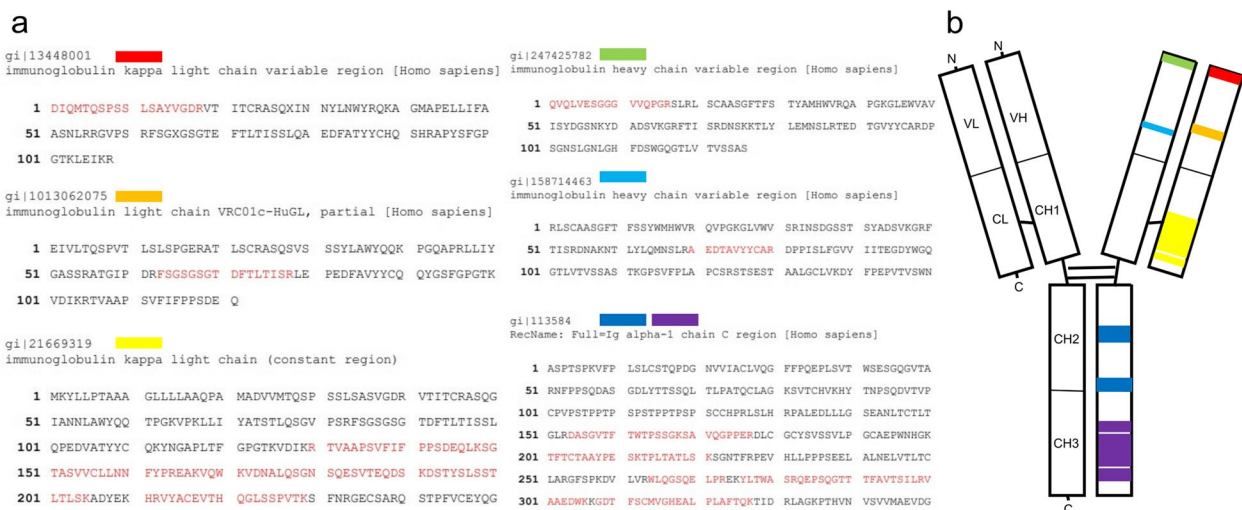 a
gi|13448001
immunoglobulin kappa light chain variable region [Homo sapiens]
1 DIQMTQSPSS LSAYVGDRVT ITCRASQXIN NYLNWYRQKA GMAPELLIFA
51 ASNLRRGVPS RFSGXGSGTE FTLTISSLQA EDFATYYCHQ SHRAPYSFGP
101 GTKLEIKR
gi|1013062075
immunoglobulin light chain VRC01c-HuGL, partial [Homo sapiens]
1 EIVLTQSPVT LSLSPGERAT LSCRASQSVS SSYLAWYQQK PGQAPRLLIY
51 GASSRATGIP DRFSGSGSGT DFTLTISRLE PEDFAVYYCQ QYGSFGPGTK
101 VDIKRTVAAP SVFIFPPSDE Q
gi|21669319
immunoglobulin kappa light chain (constant region)
1 MKYLLPTAAA GLLLLAAQPA MADVVMTQSP SSLSASVGDR VTITCRASQG
51 IANNLAWYQQ TPGKVPKLLI YATSTLQSGV PSRFSGSGSG TDFTLTISSL
101 QPEDVATYYC QKYNGAPLTF GPGTKVDIKR TVAAPSVFIF PPSDEQLKSG
151 TASVVCLLNN FYPREAKVQW KVDNALQSGN SQESVTEQDS KDSTYSLSST
201 LTLSKADYEK HRVYACEVTH QGLSSPVTKS FNRGECSARQ STPFVCEYQG
gi|247425782
immunoglobulin heavy chain variable region [Homo sapiens]
1 QVQLVESGGG VVQPGRSLRL SCAASGFTFS TYAMHWVRQA PGKGLEWVAV
51 ISYDGSNKYD ADSVKGRFTI SRDNSKKTLY LEMNSLRTED TGVYYCARDP
101 SGNSLGNLGH FDSWGQGTLV TVSSAS
gi|158714463
immunoglobulin heavy chain variable region [Homo sapiens]
1 RLSCAASGFT FSSYWMHWVR QVPGKGLVWV SRINSDGSST SYADSVKGRF
51 TISRDNAKNT LYLQMNSLRA EDTAVYYCAR DPPISLFGVV IITEGDYWGQ
101 GTLVTVSSAS TKGPSVFPLA PCSRSTSEST AALGCLVKDY FPEPVTVSWN
gi|113584
RecName: Full=Ig alpha-1 chain C region [Homo sapiens]
1 ASPTSPKVFP LSLCSTQPDG NVVIACLVQG FFPQEPLSVT WSESGQGVTA
51 RNFPPSQDAS GDLYTTSSQL TLPATQCLAG KSVTCHVKHY TNPSQDVTVP
101 CPVPSTPPTP SPSTPPTPSP SCCHPRLSLH RPALEDLLLG SEANLTCTLT
151 GLRDASGVTF TWTPSSGKSA VQGPPERDLC GCYSVSSVLP GCAEPWNHGK
201 TFTCTAAYPE SKTPLTATLS KSGNTFRPEV HLLPPPSEEL ALNELVTLTC
251 LARGFSPKDV LVRWLQGSQE LPREKYLTWA SRQEPSQGTT TFAVTSILRV
301 AAEDWKKGDT FSCMVGHEAL PLAFTQKTID RLAGKPTHVN VSVVMAEVDG
b
N
N
VL
VH
CL
CH1
C
CH2
CH3
C